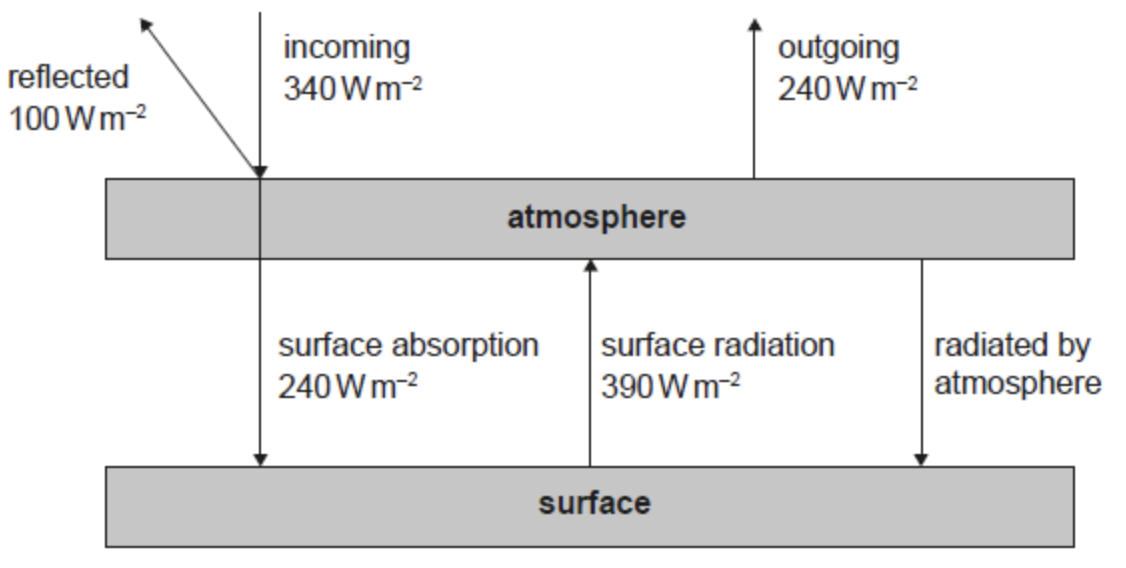 incoming
340 W m–2
outgoing
240 W m–2
reflected
100 W m–2
atmosphere
surface absorption
240 W m–2
surface radiation
390 W m–2
radiated by
atmosphere
surface